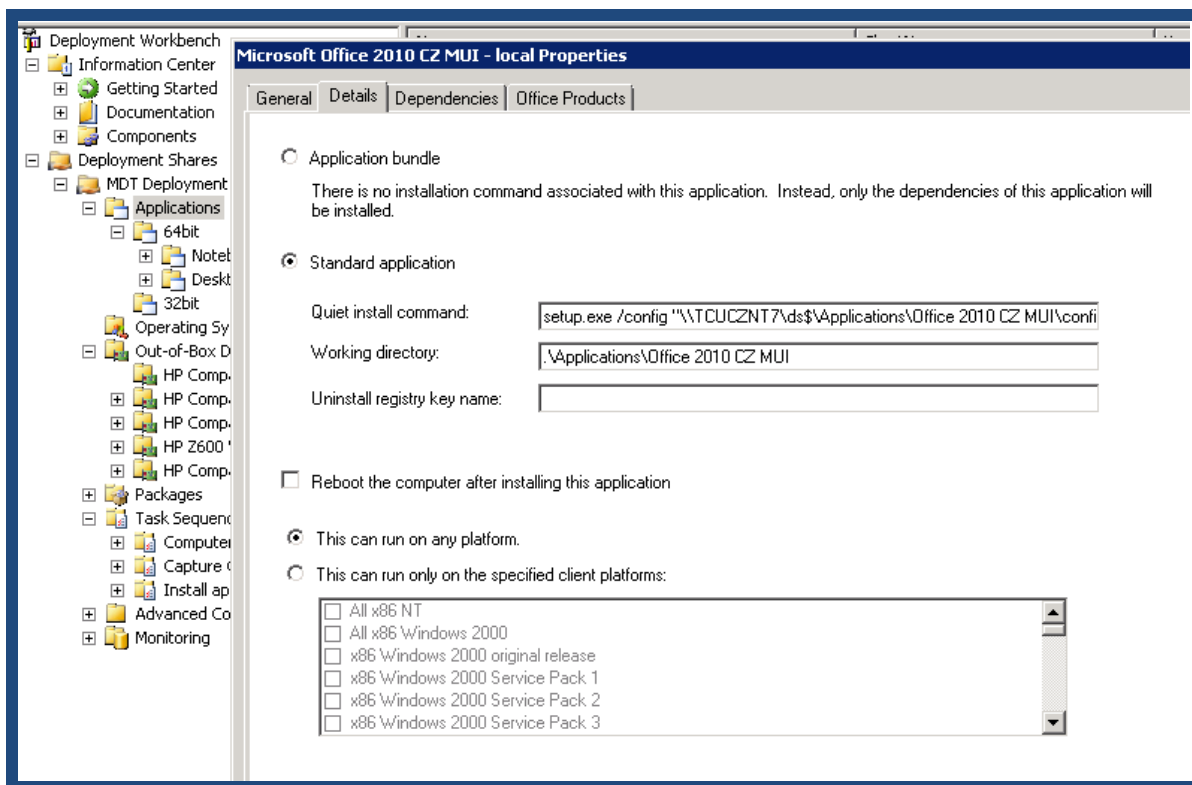 Deployment Workbench
Information Center
Getting Started
Documentation
Components
Deployment Shares
MDT Deployment
Applications
64bit
Noteb
Deskt
32bit
Operating Sy
Out-of-Box D
HP Comp
HP Comp
HP Comp
HP Z600
HP Comp
Packages
Task Sequenc
Computer
Capture
Install ap
Advanced Co
Monitoring
Microsoft Office 2010 CZ MUI - local Properties
General Details Dependencies Office Products
Application bundle
There is no installation command associated with this application. Instead, only the dependencies of this application will
be installed.
Standard application
Quiet install command: setup.exe /config "\\TCUCZNT7\ds$\Applications\Office 2010 CZ MUI\confi
Working directory: .\Applications\Office 2010 CZ MUI
Uninstall registry key name:
Reboot the computer after installing this application
This can run on any platform.
This can run only on the specified client platforms:
All x86 NT
All x86 Windows 2000
x86 Windows 2000 original release
x86 Windows 2000 Service Pack 1
x86 Windows 2000 Service Pack 2
x86 Windows 2000 Service Pack 3